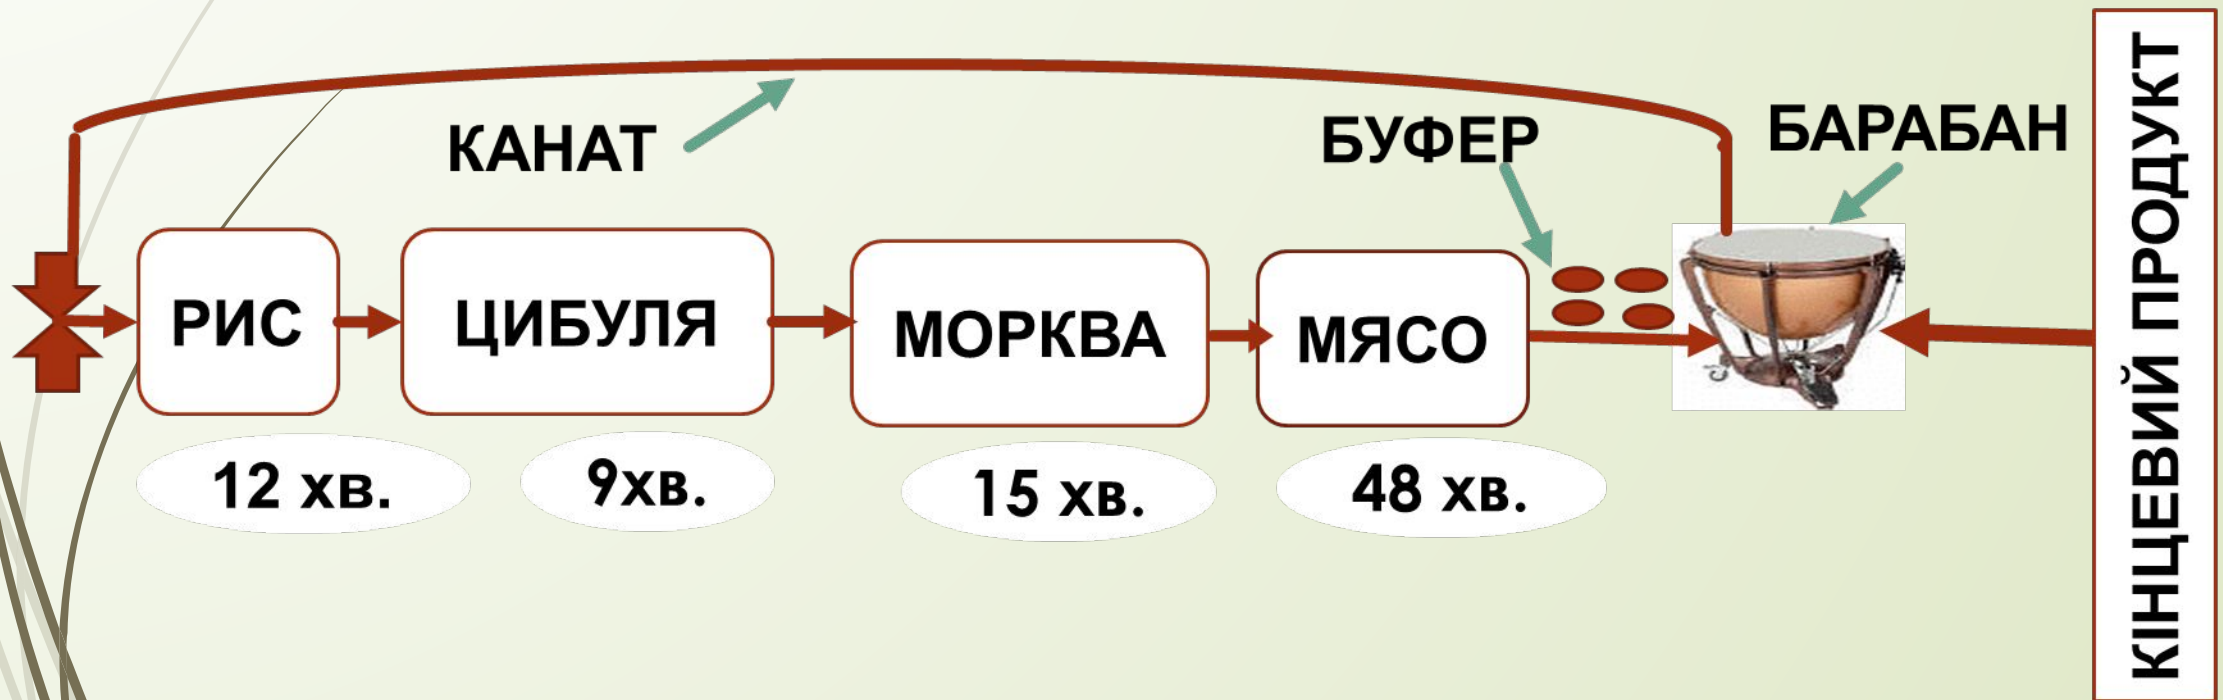 КАНАТ
БУФЕР
БАРАБАН
РИС
ЦИБУЛЯ
МОРКВА
МЯСО
12 хв.
9хв.
15 хв.
48 хв.
КІНЦЕВИЙ ПРОДУКТ